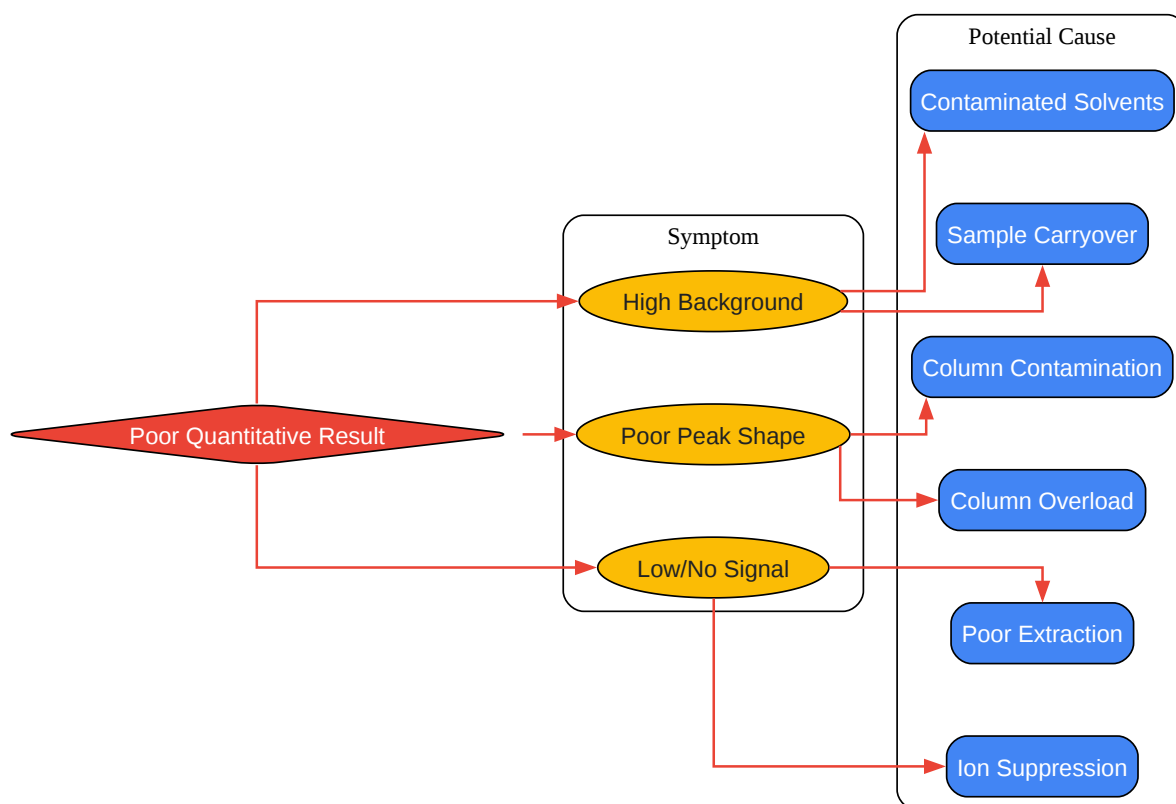 Potential Cause
Contaminated Solvents
Sample Carryover
Symptom
High Background
Column Contamination
Poor Quantitative Result
Poor Peak Shape
Column Overload
Low/No Signal
Poor Extraction
Ion Suppression